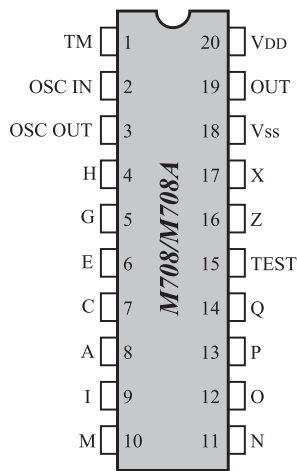 TM 1 20 VDD
OSC IN 2 19 OUT
OSC OUT 3 18 Vss
H 4 17 X
G 5 16 Z
E 6 15 TEST
C 7 14 Q
A 8 13 P
I 9 12 O
M 10 11 N
M708/M708A